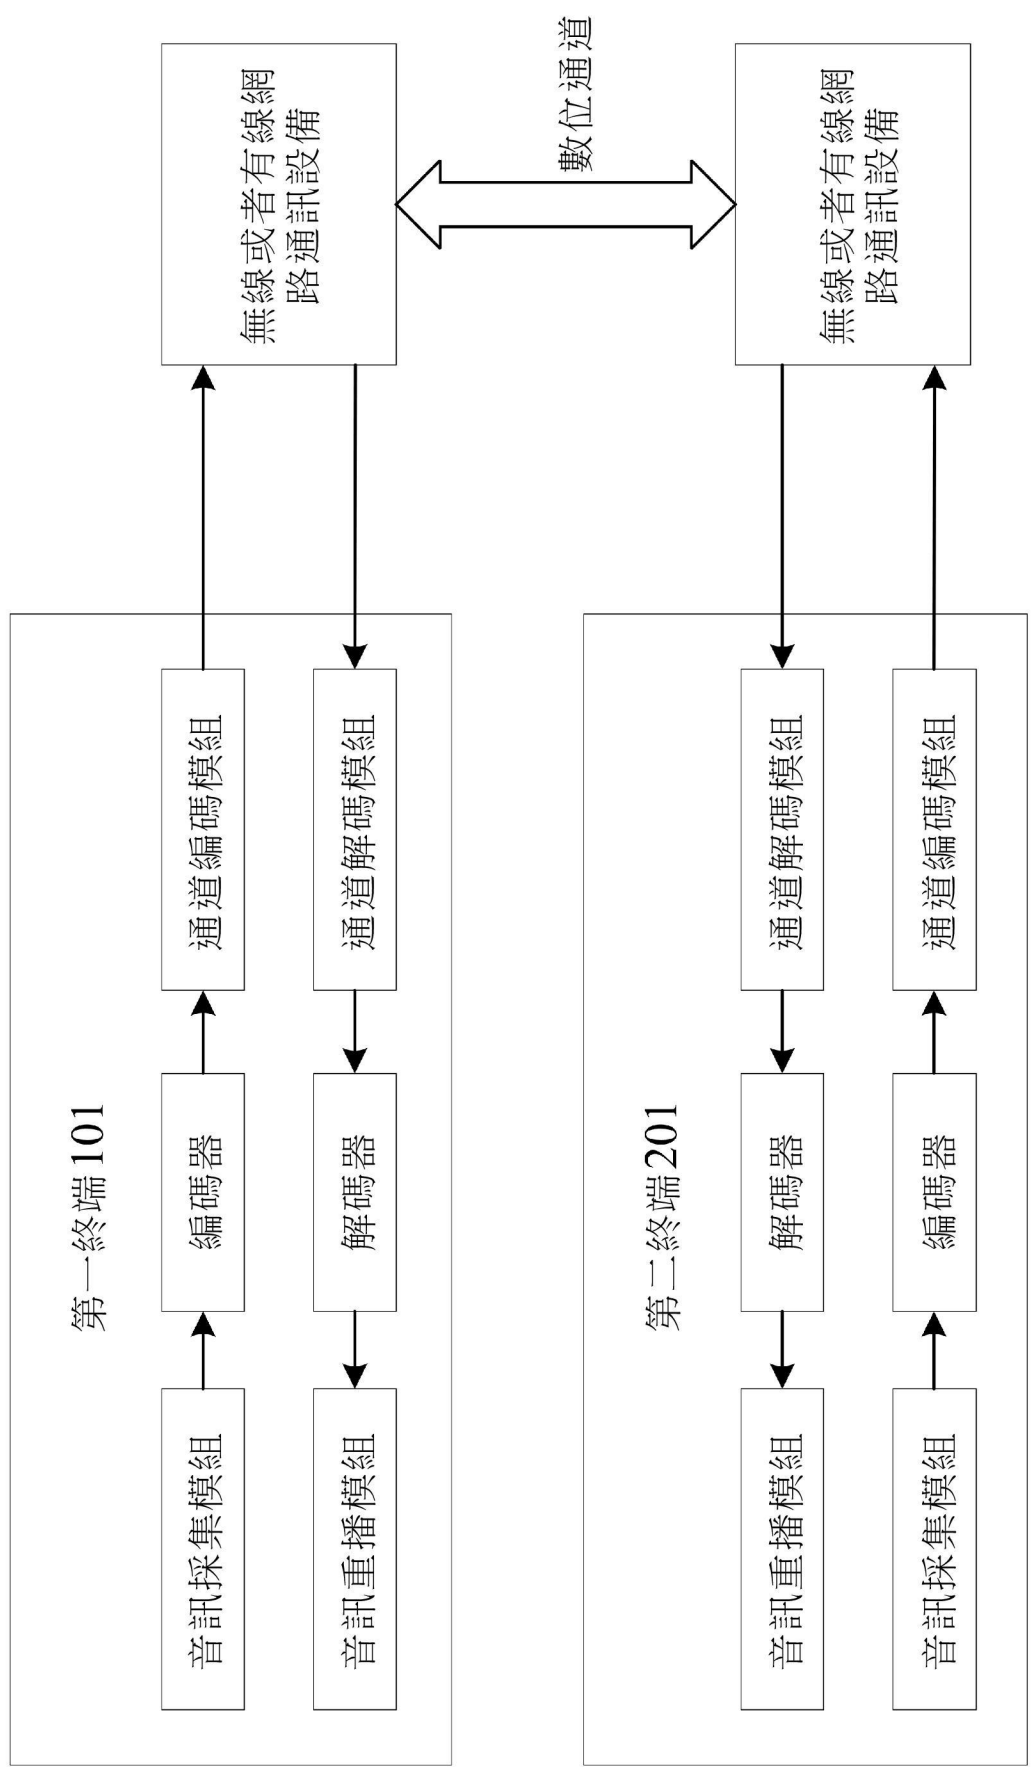 第一終端101
音訊採集模組
編碼器
通道編碼模組
無線或者有線網
路通訊設備
音訊重播模組
解碼器
通道解碼模組
數位通道
第二終端201
音訊重播模組
解碼器
通道解碼模組
無線或者有線網
路通訊設備
音訊採集模組
編碼器
通道編碼模組